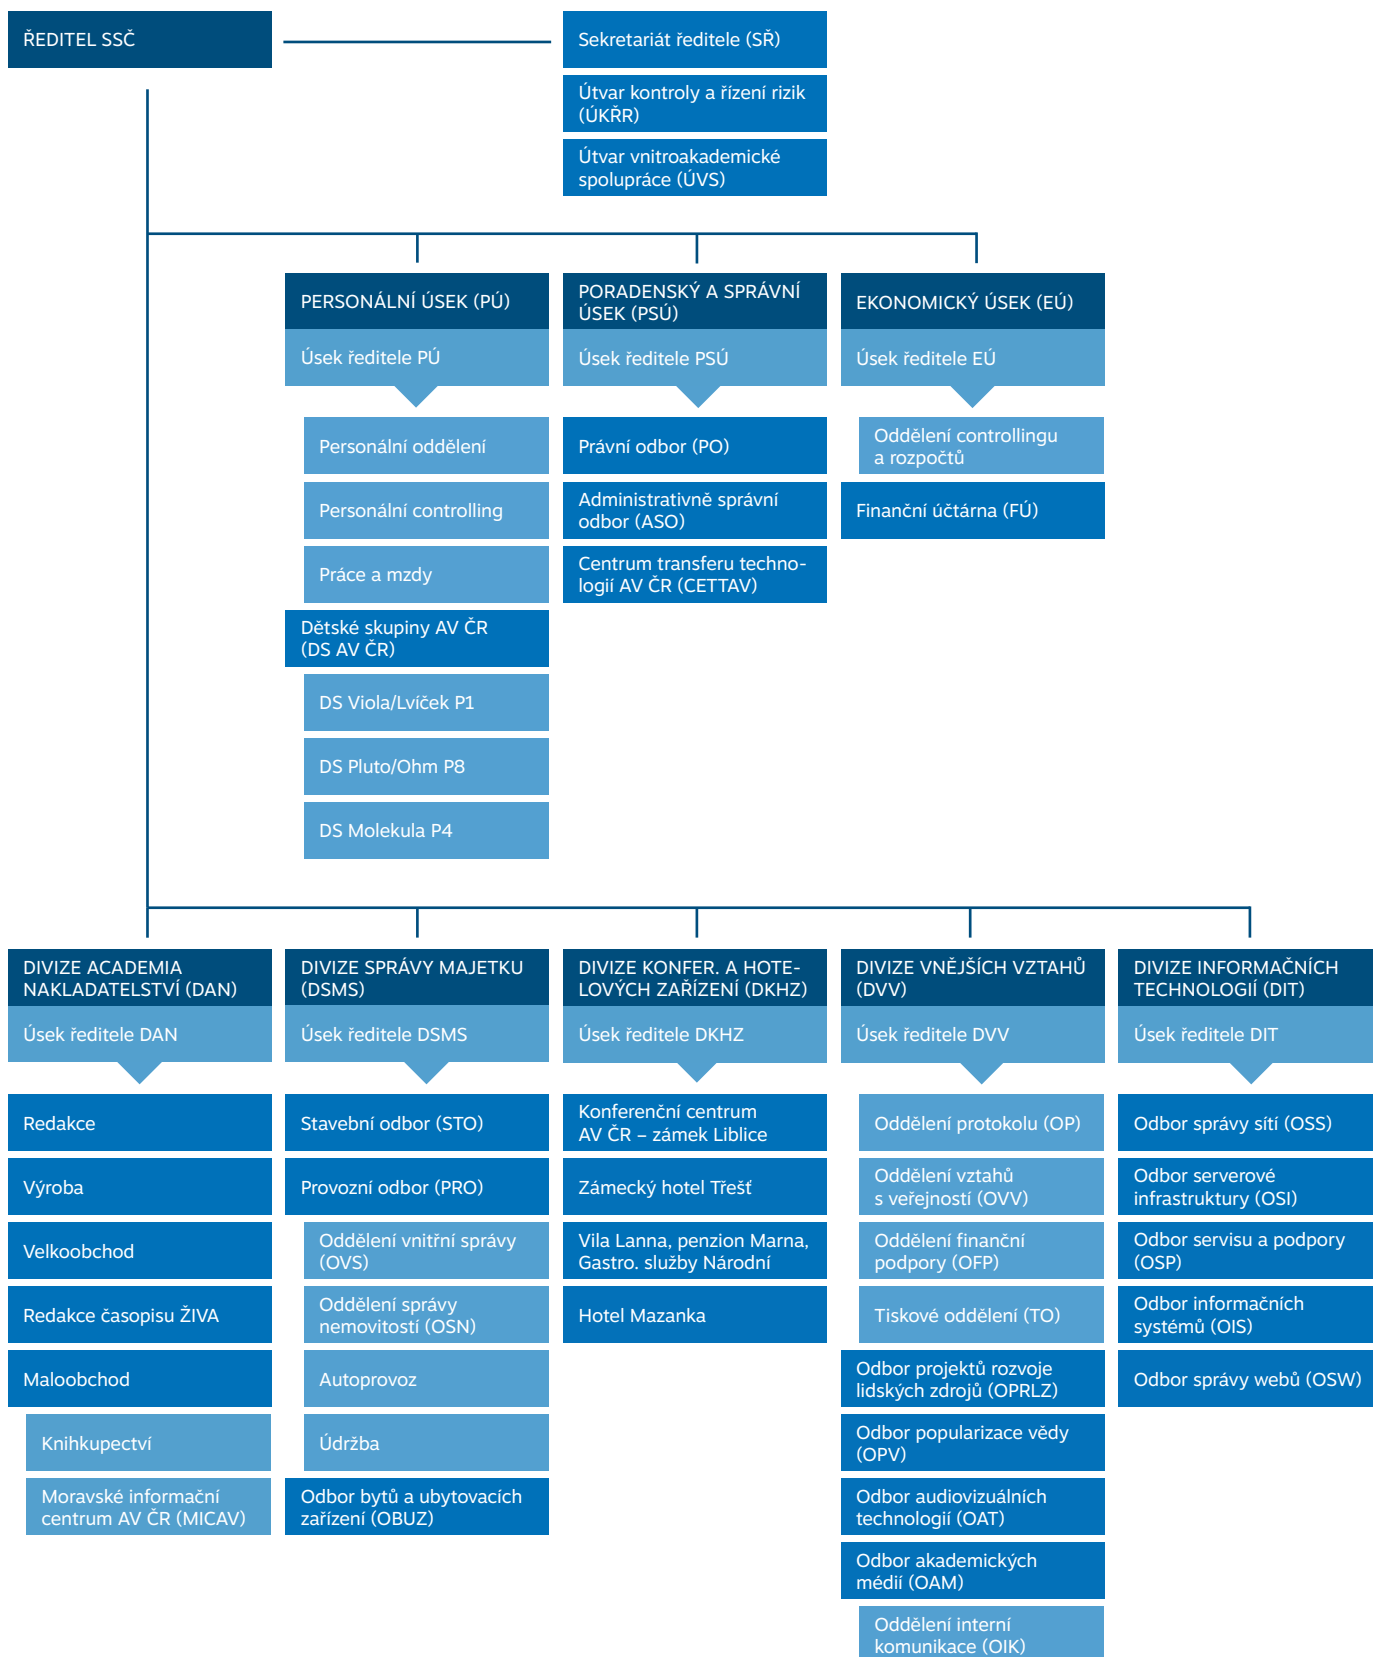 ŘEDITEL SSČ
Sekretariát ředitele (SŘ)
Útvar kontroly a řízení rizik
(ÚKŘR)
Útvar vnitroakademické
spolupráce (ÚVS)
PERSONÁLNÍ ÚSEK (PÚ)
Úsek ředitele PÚ
Personální oddělení
Personální controlling
Práce a mzdy
Dětské skupiny AV ČR
(DS AV ČR)
DS Viola/Lvíček P1
DS Pluto/Ohm P8
DS Molekula P4
PORADENSKÝ A SPRÁVNÍ
ÚSEK (PSÚ)
Úsek ředitele PSÚ
Právní odbor (PO)
Administrativně správní
odbor (ASO)
Centrum transferu techno-
logií AV ČR (CETTAV)
EKONOMICKÝ ÚSEK (EÚ)
Úsek ředitele EÚ
Oddělení controllingu
a rozpočtů
Finanční účtárna (FÚ)
DIVIZE ACADEMIA
NAKLADATELSTVÍ (DAN)
Úsek ředitele DAN
Redakce
Výroba
Velkoobchod
Redakce časopisu ŽIVA
Maloobchod
Knihkupectví
Moravské informační
centrum AV ČR (MICAV)
DIVIZE SPRÁVY MAJETKU
(DSMS)
Úsek ředitele DSMS
Stavební odbor (STO)
Provozní odbor (PRO)
Oddělení vnitřní správy
(OVS)
Oddělení správy
nemovitostí (OSN)
Autoprovoz
Údržba
Odbor bytů a ubytovacích
zařízení (OBUZ)
DIVIZE KONFER. A HOTE-
LOVÝCH ZAŘÍZENÍ (DKHZ)
Úsek ředitele DKHZ
Konferenční centrum
AV ČR – zámek Liblice
Zámecký hotel Třešť
Vila Lanna, penzion Marna,
Gastro. služby Národní
Hotel Mazanka
DIVIZE VNĚJŠÍCH VZTAHŮ
(DVV)
Úsek ředitele DVV
Oddělení protokolu (OP)
Oddělení vztahů
s veřejností (OVV)
Oddělení finanční
podpory (OFP)
Tiskové oddělení (TO)
Odbor projektů rozvoje
lidských zdrojů (OPRLZ)
Odbor popularizace vědy
(OPV)
Odbor audiovizuálních
technologií (OAT)
Odbor akademických
médií (OAM)
Oddělení interní
komunikace (OIK)
DIVIZE INFORMAČNÍCH
TECHNOLOGIÍ (DIT)
Úsek ředitele DIT
Odbor správy sítí (OSS)
Odbor serverové
infrastruktury (OSI)
Odbor servisu a podpory
(OSP)
Odbor informačních
systémů (OIS)
Odbor správy webů (OSW)